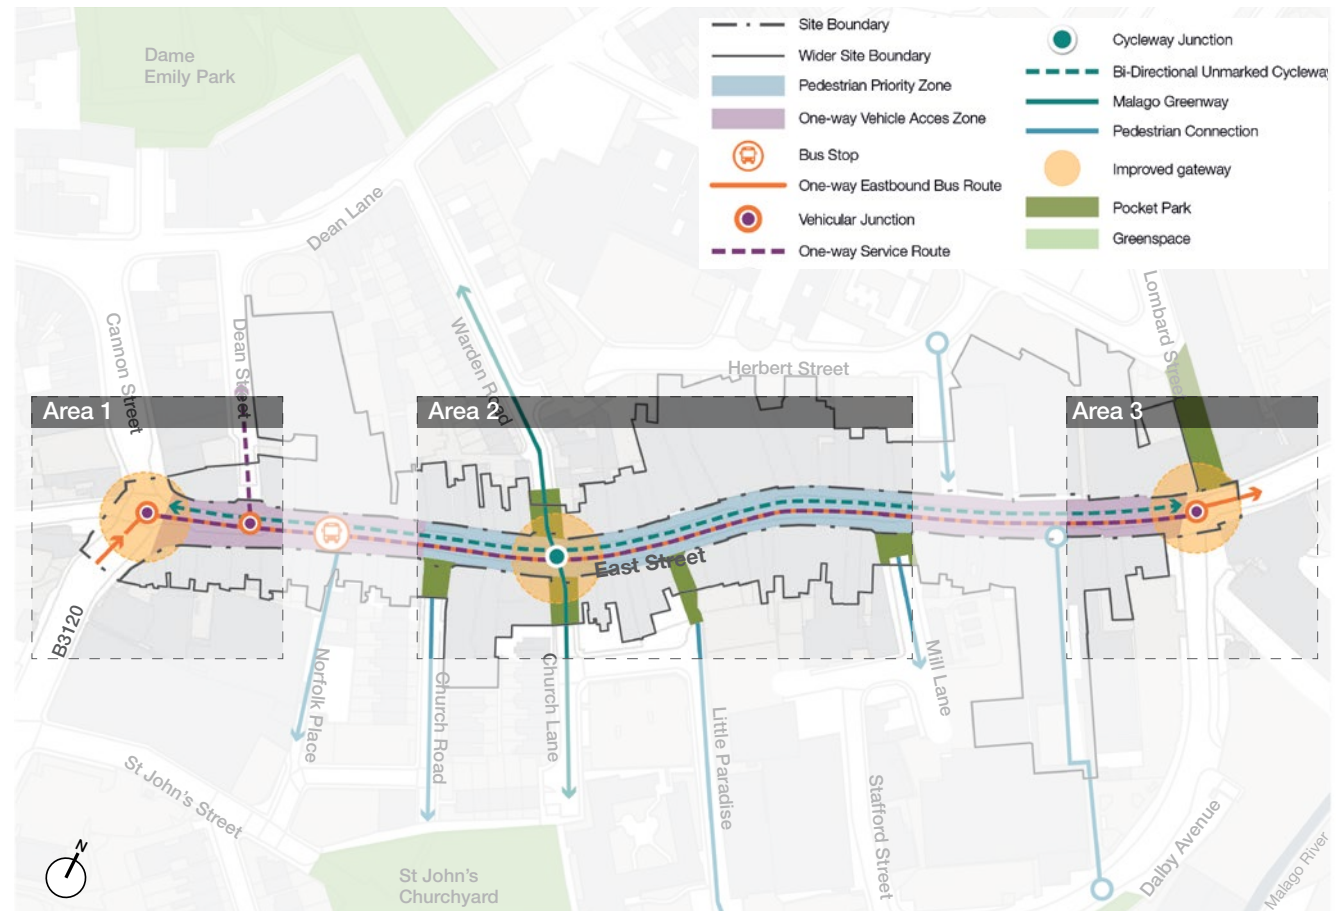 Dame
Emily Park
Site Boundary
Wider Site Boundary
Pedestrian Priority Zone
One-way Vehicle Acces Zone
Bus Stop
One-way Eastbound Bus Route
Vehicular Junction
One-way Service Route
Cycleway Junction
Bi-Directional Unmarked Cycleway
Malago Greenway
Pedestrian Connection
Improved gateway
Pocket Park
Greenspace
Dean Lane
Cannon Street
Dean Street
Warden Road
Herbert Street
Lombard Street
Area 1
Area 2
Area 3
East Street
B3120
Norfolk Place
Church Road
Church Lane
Little Paradise
Mill Lane
Stafford Street
St John's Street
Dalby Avenue
Malago River
N
St John's
Churchyard